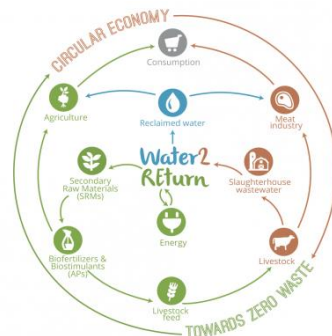 CIRCULAR ECONOMY
Consumption
Agriculture
Reclaimed water
Meat
industry
Water2
REturn
Secondary
Raw Materials
(SRMs)
Slaughterhouse
wastewater
Energy
Biofertilizers &
Biostimulants
(APs)
Livestock
Livestock
feed
TOWARDS ZERO WASTE